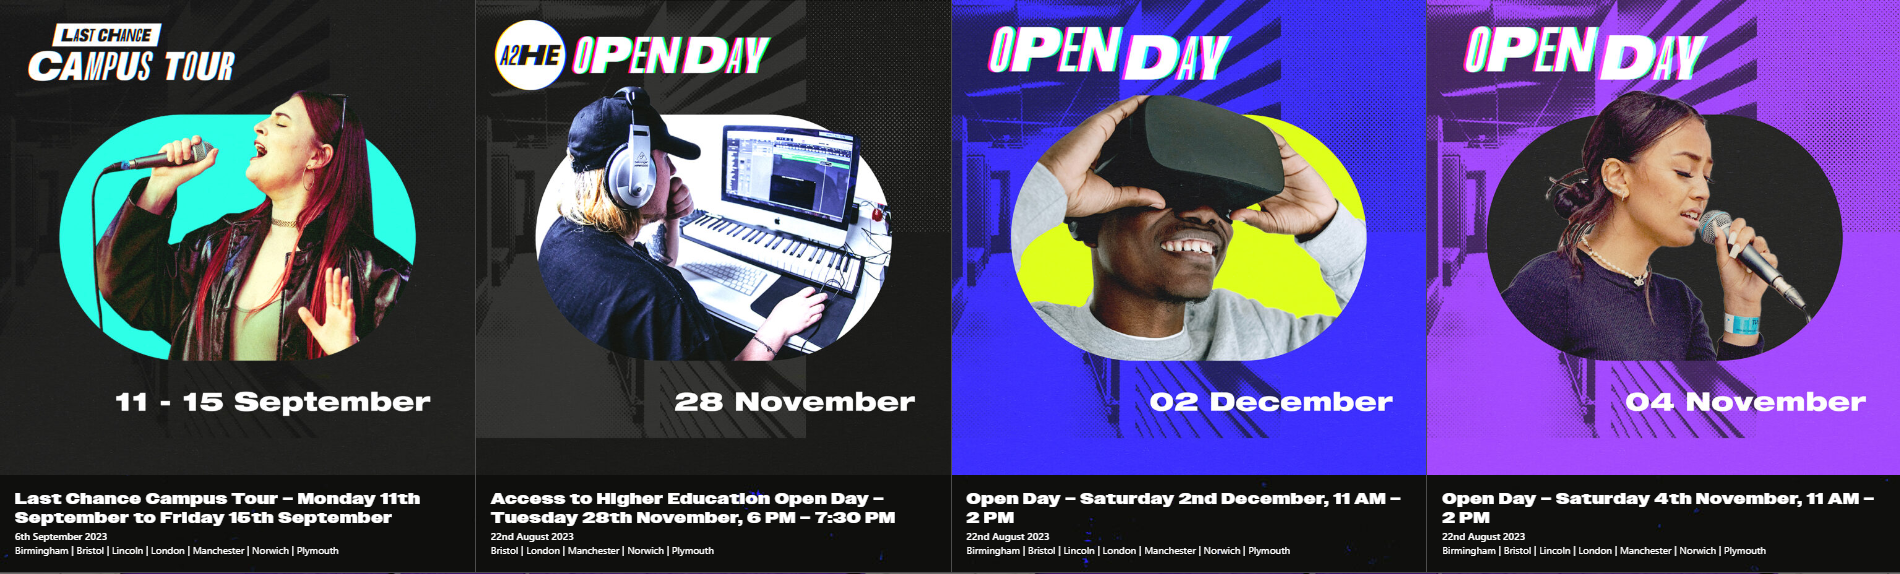 LAST CHANCE
CAMPUS TOUR
11 - 15 September
Last Chance Campus Tour – Monday 11th
September to Friday 15th September
6th September 2023
Birmingham | Bristol | Lincoln | London | Manchester | Norwich | Plymouth
A2HE OPEN DAY
28 November
Access to Higher Education Open Day –
Tuesday 28th November, 6 PM – 7:30 PM
22nd August 2023
Bristol | London | Manchester | Norwich | Plymouth
OPEN DAY
02 December
Open Day – Saturday 2nd December, 11 AM –
2 PM
22nd August 2023
Birmingham | Bristol | Lincoln | London | Manchester | Norwich | Plymouth
OPEN DAY
04 November
Open Day – Saturday 4th November, 11 AM –
2 PM
22nd August 2023
Birmingham | Bristol | Lincoln | London | Manchester | Norwich | Plymouth